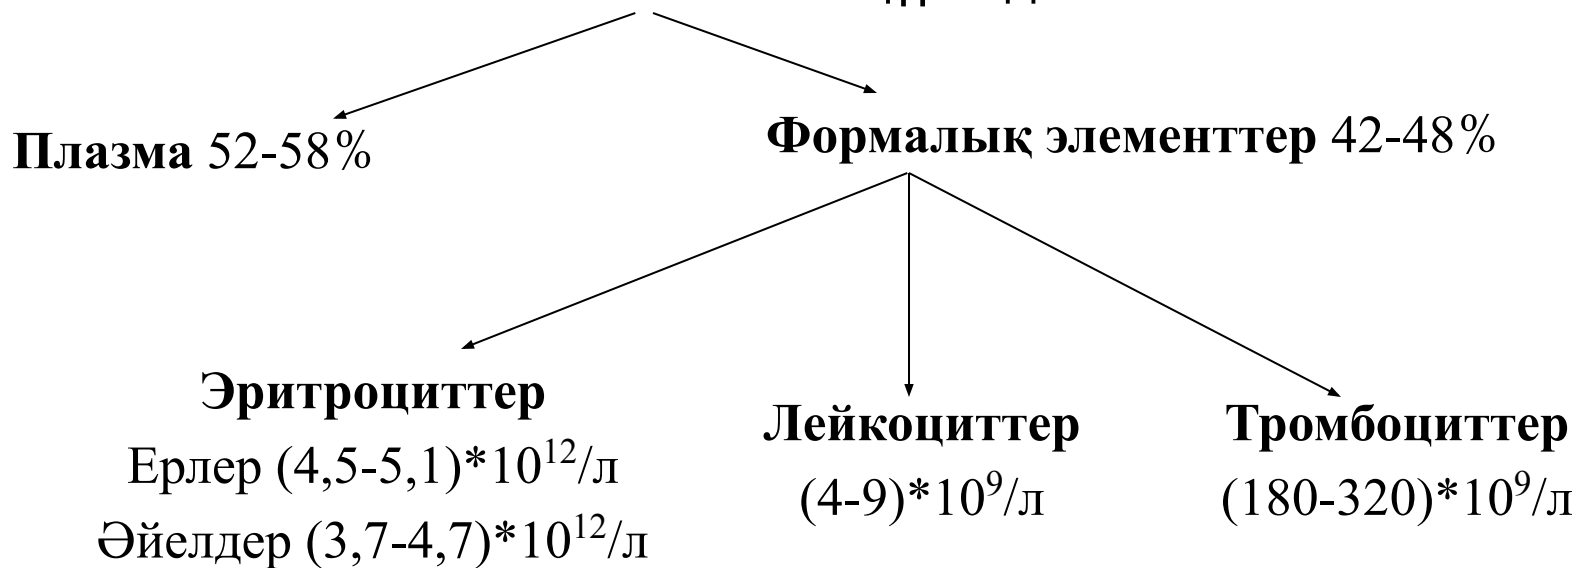 Плазма 52-58%
Формалық элементтер 42-48%
Эритроциттер
Ерлер (4,5-5,1)*10¹²/л
Әйелдер (3,7-4,7)*10¹²/л
Лейкоциттер
(4-9)*10⁹/л
Тромбоциттер
(180-320)*10⁹/л